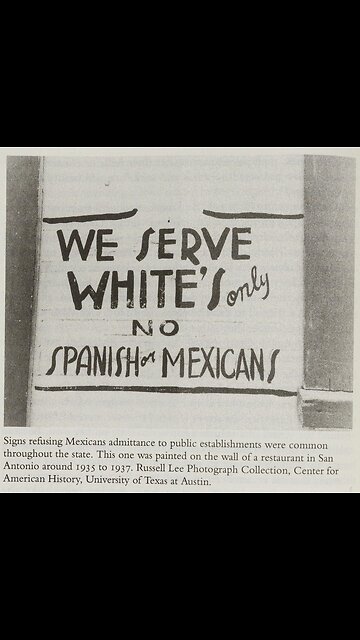 WE SERVE
WHITE'S only
NO
SPANISH or MEXICANS
Signs refusing Mexicans admittance to public establishments were common
throughout the state. This one was painted on the wall of a restaurant in San
Antonio around 1935 to 1937. Russell Lee Photograph Collection, Center for
American History, University of Texas at Austin.